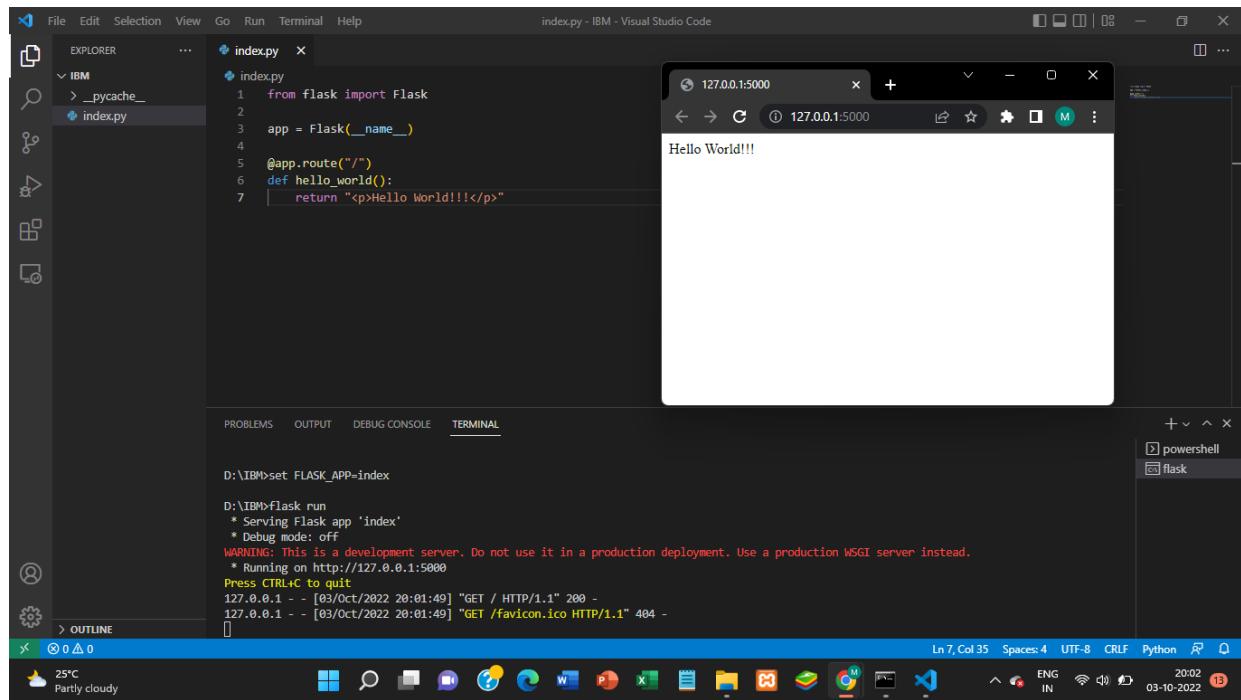 File Edit Selection View Go Run Terminal Help
index.py - IBM - Visual Studio Code
EXPLORER
IBM
__pycache__
index.py
index.py
index.py
1 from flask import Flask
2
3 app = Flask(__name__)
4
5 @app.route("/")
6 def hello_world():
7 return "<p>Hello World!!!</p>"
127.0.0.1:5000
127.0.0.1:5000
M
Hello World!!!
PROBLEMS OUTPUT DEBUG CONSOLE TERMINAL
powershell
flask
D:\IBM>set FLASK_APP=index
D:\IBM>flask run
* Serving Flask app 'index'
* Debug mode: off
WARNING: This is a development server. Do not use it in a production deployment. Use a production WSGI server instead.
* Running on http://127.0.0.1:5000
Press CTRL+C to quit
127.0.0.1 - - [03/Oct/2022 20:01:49] "GET / HTTP/1.1" 200 -
127.0.0.1 - - [03/Oct/2022 20:01:49] "GET /favicon.ico HTTP/1.1" 404 -
OUTLINE
0 0
Ln 7, Col 35 Spaces: 4 UTF-8 CRLF Python
25°C
Partly cloudy
ENG
IN
20:02
03-10-2022
13